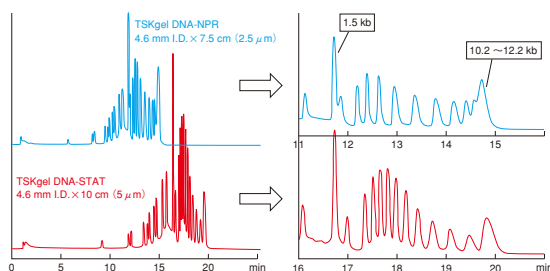 TSKgel DNA-NPR
4.6 mm I.D. × 7.5 cm (2.5 μm)
1.5 kb
10.2 ～12.2 kb
11 12 13 14 15
TSKgel DNA-STAT
4.6 mm I.D.×10 cm (5 μm)
0 5 10 15 20 min
16 17 18 19 20 min